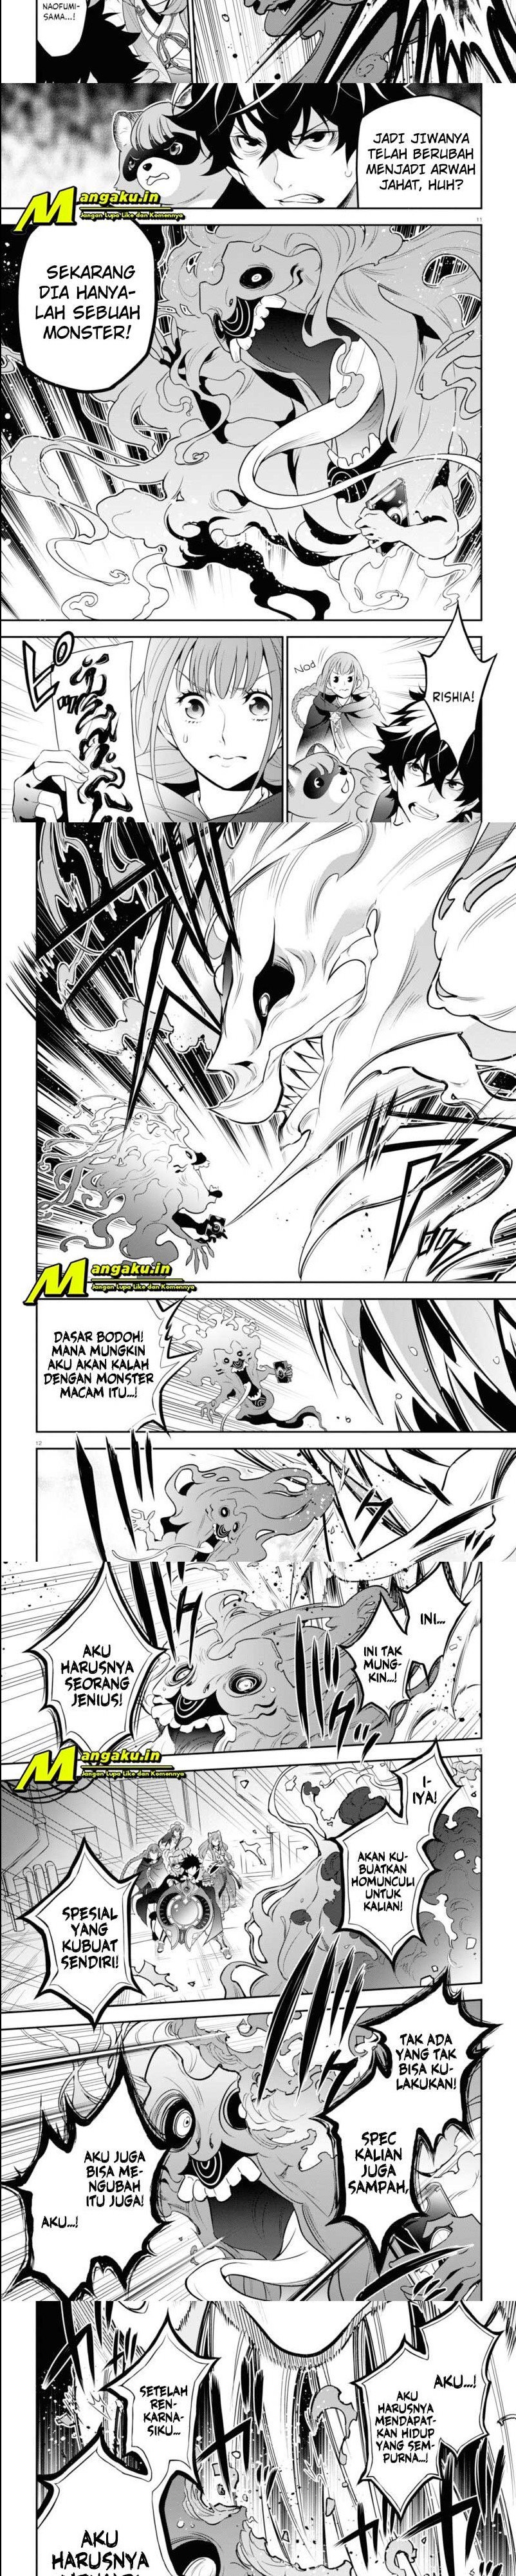 NAOFUMI-
SAMA...!
JADI JIWANYA
TELAH BERUBAH
MENJADI ARWAH
JAHAT, HUH?
Mangaku.in
Jangan Lupa Like dan Komennya
11
SEKARANG
DIA HANYA-
LAH SEBUAH
MONSTER!
RISHIA!
Nod
Mangaku.in
Jangan Lupa Like dan Komennya
DASAR BODOH!
MANA MUNGKIN
AKU AKAN KALAH
DENGAN MONSTER
MACAM ITU...!
12
INI...
INI TAK
MUNG-
KIN...!
AKU
HARUSNYA
SEORANG
JENIUS!
Mangaku.in
Jangan Lupa Like dan Komennya
13
I-
IYA!
AKAN KU-
BUATKAN
HOMUNCULI
UNTUK
KALIAN!
SPESIAL
YANG
KUBUAT
SENDIRI!
TAK ADA
YANG TAK
BISA KU-
LAKUKAN!
SPEC
KALIAN
JUGA
SAMPAH,
AKU JUGA
BISA ME-
NGUBAH
ITU JUGA!
AKU...!
AKU...!
AKU
HARUSNYA
MENDAPAT-
KAN HIDUP
YANG SEM-
PURNA...!
SETELAH
REN-
KARNA-
SIKU...
AKU
HARUSNYA